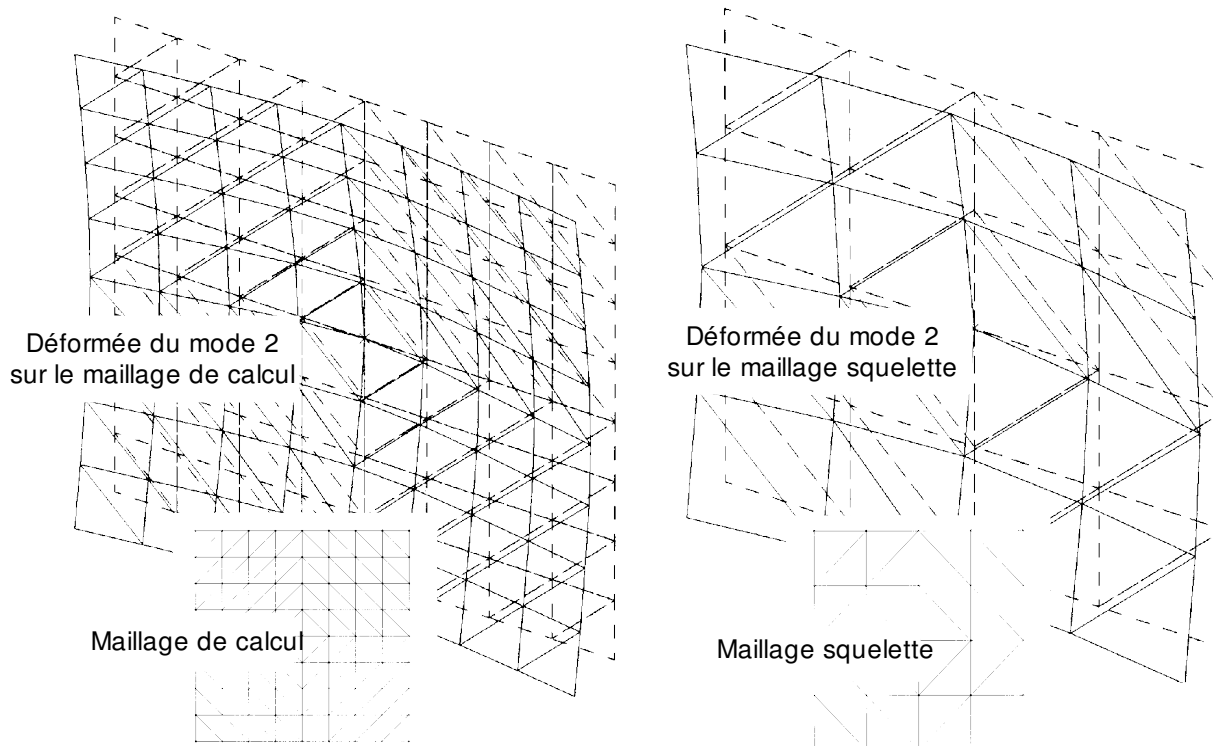 Déformée du mode 2
sur le maillage de calcul
Maillage de calcul
Déformée du mode 2
sur le maillage squelette
Maillage squelette